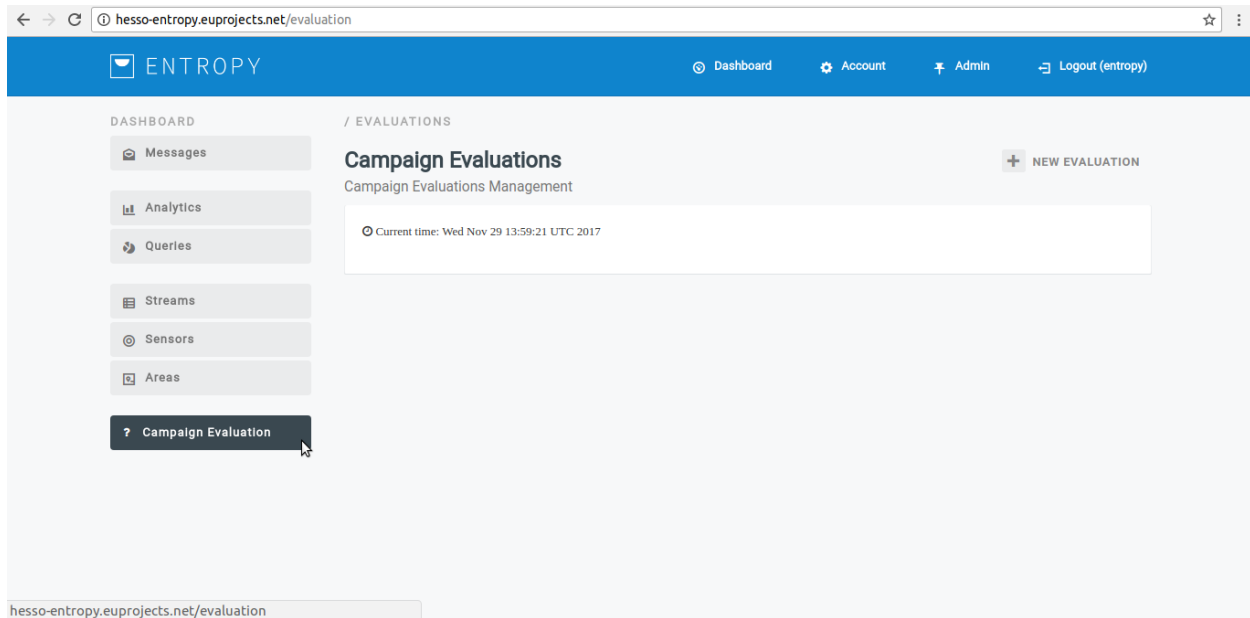 hesso-entropy.euprojects.net/evaluation
ENTROPY
Dashboard
Account
Admin
Logout (entropy)
DASHBOARD
Messages
Analytics
Queries
Streams
Sensors
Areas
? Campaign Evaluation
/ EVALUATIONS
Campaign Evaluations
Campaign Evaluations Management
+ NEW EVALUATION
Current time: Wed Nov 29 13:59:21 UTC 2017
hesso-entropy.euprojects.net/evaluation